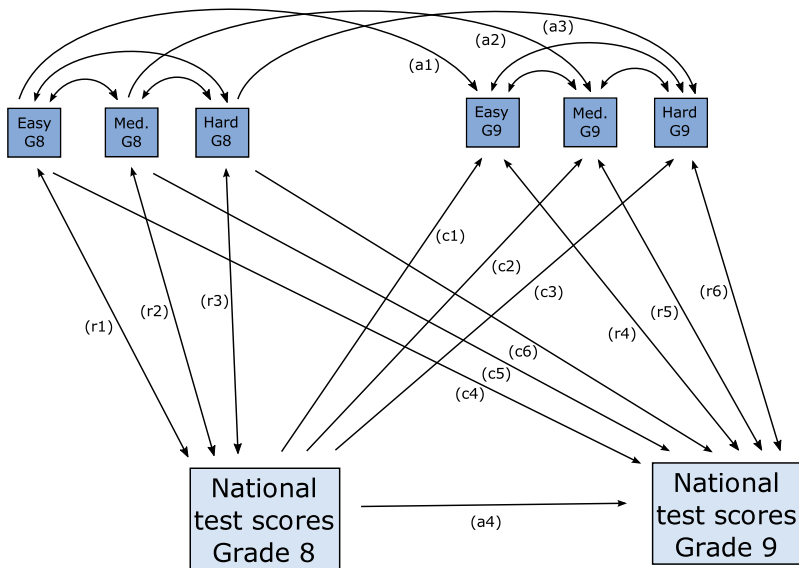 (a1)
(a2)
(a3)
Easy
G8
Med.
G8
Hard
G8
Easy
G9
Med.
G9
Hard
G9
(c1)
(c2)
(c3)
(r1)
(r2)
(r3)
(c6)
(c5)
(c4)
(r4)
(r5)
(r6)
National
test scores
Grade 8
(a4)
National
test scores
Grade 9